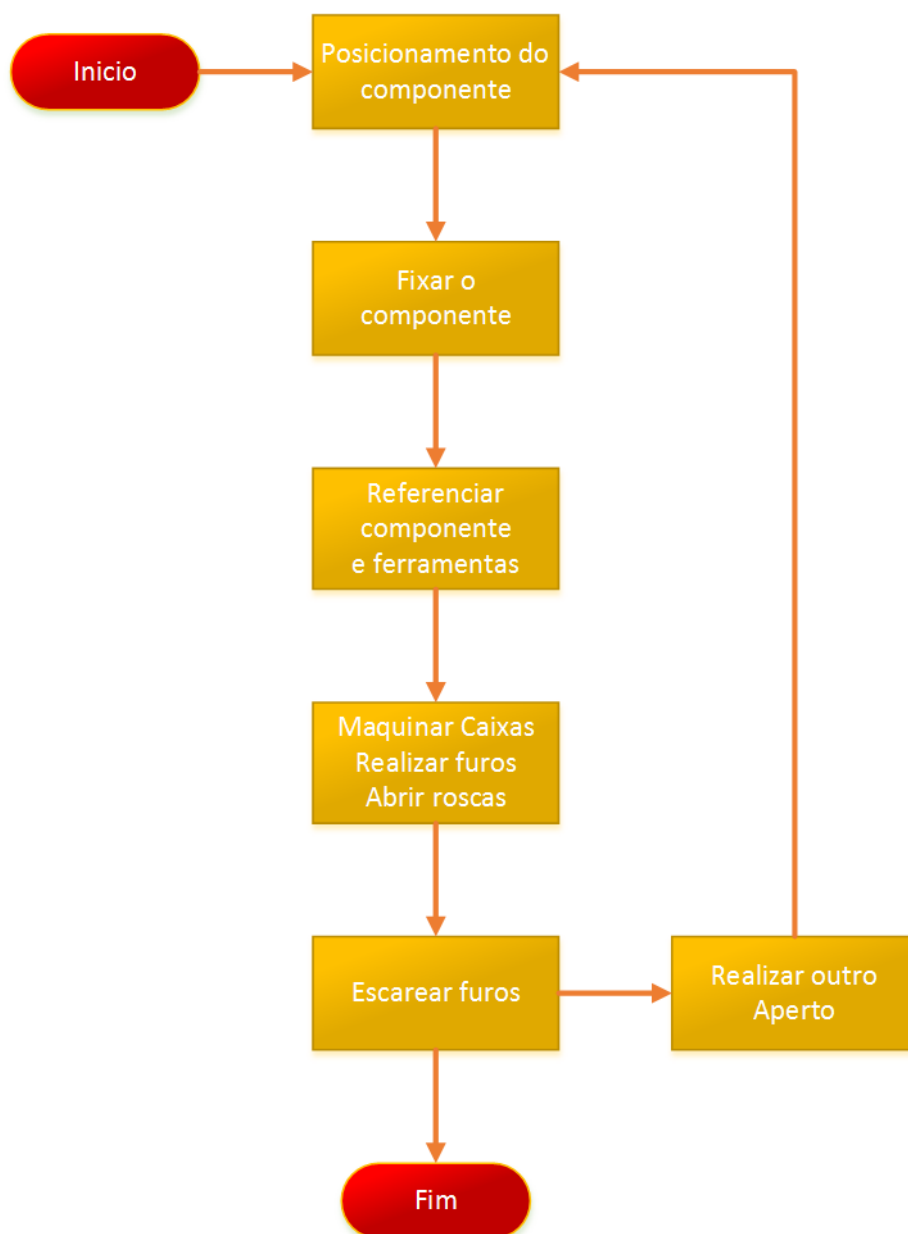 Inicio
Posicionamento do
componente
Fixar o
componente
Referenciar
componente
e ferramentas
Maquinar Caixas
Realizar furos
Abrir roscas
Escarear furos
Realizar outro
Aperto
Fim